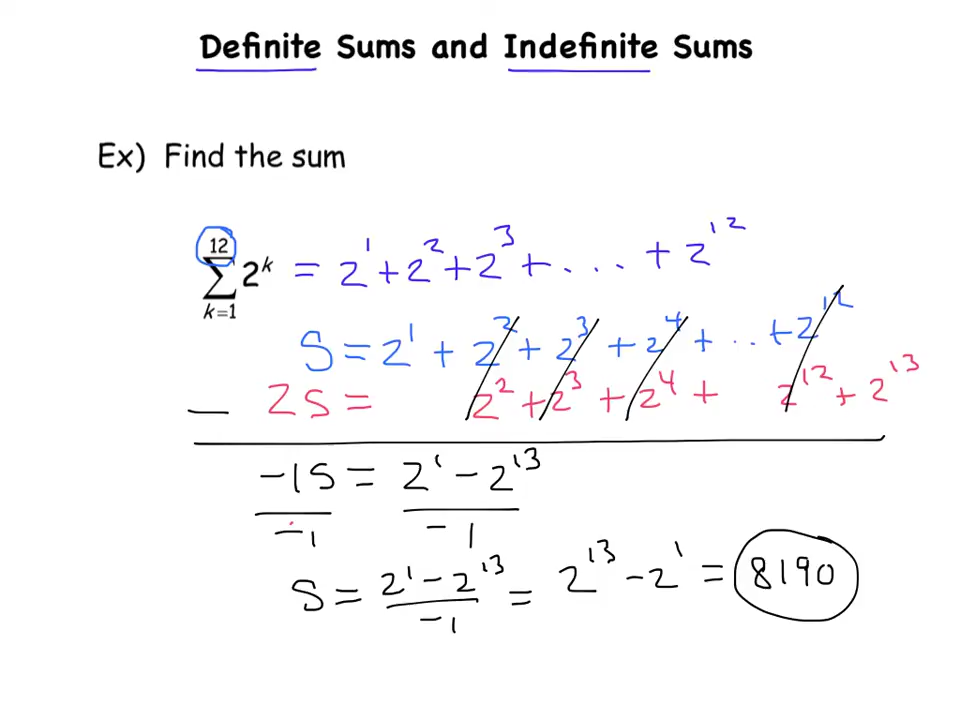 Definite Sums and Indefinite Sums
Ex) Find the sum
∑_{k=1}^{12} 2^k = 2^1 + 2^2 + 2^3 + ... + 2^12
S = 2^1 + 2^2 + 2^3 + 2^4 + ... + 2^12
— 2S = 2^2 + 2^3 + 2^4 + 2^12 + 2^13
-1S = 2^1 - 2^13
-1 -1
S = (2^1 - 2^13)/(-1) = 2^13 - 2^1 = 8190